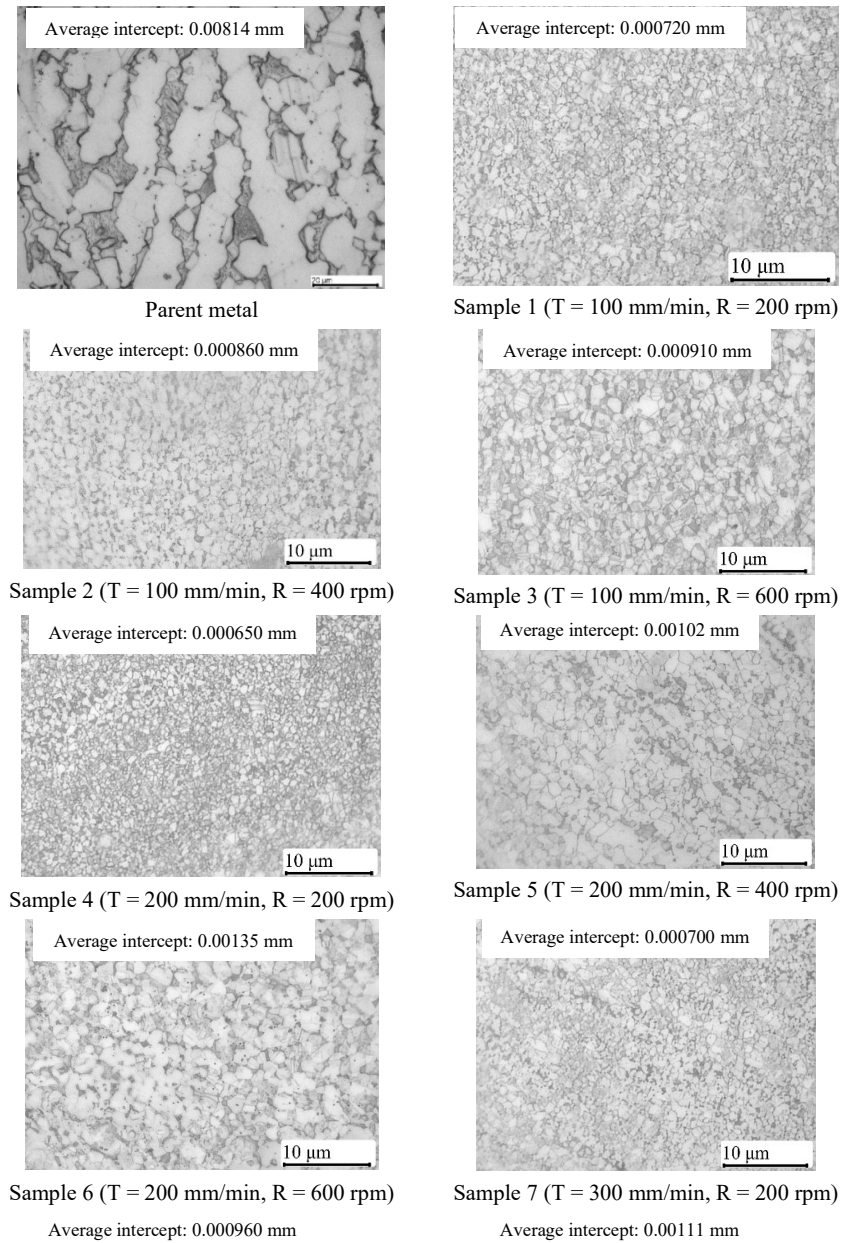 Average intercept: 0.00814 mm
20 μm
Parent metal
Average intercept: 0.000720 mm
10 μm
Sample 1 (T = 100 mm/min, R = 200 rpm)
Average intercept: 0.000860 mm
10 μm
Sample 2 (T = 100 mm/min, R = 400 rpm)
Average intercept: 0.000910 mm
10 μm
Sample 3 (T = 100 mm/min, R = 600 rpm)
Average intercept: 0.000650 mm
10 μm
Sample 4 (T = 200 mm/min, R = 200 rpm)
Average intercept: 0.00102 mm
10 μm
Sample 5 (T = 200 mm/min, R = 400 rpm)
Average intercept: 0.00135 mm
10 μm
Sample 6 (T = 200 mm/min, R = 600 rpm)
Average intercept: 0.000700 mm
10 μm
Sample 7 (T = 300 mm/min, R = 200 rpm)
Average intercept: 0.000960 mm
Average intercept: 0.00111 mm